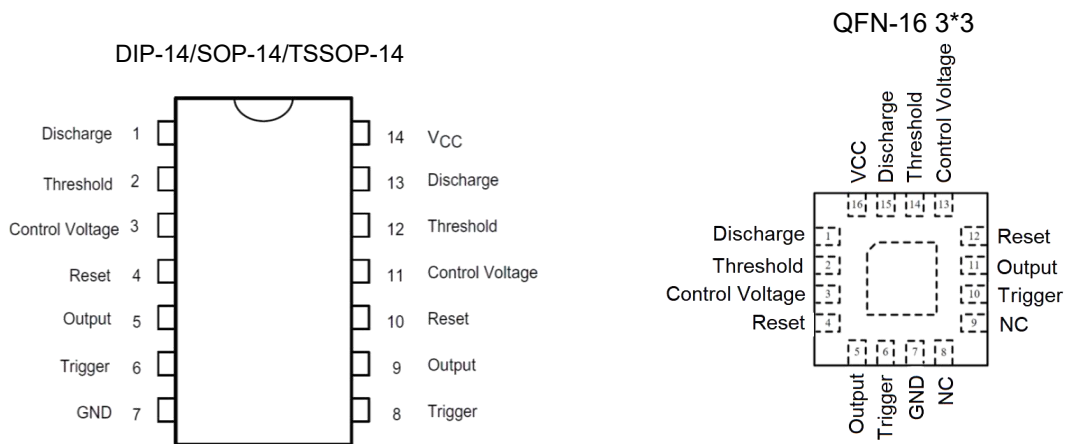 QFN-16 3*3
DIP-14/SOP-14/TSSOP-14
Discharge 1
Threshold 2
Control Voltage 3
Reset 4
Output 5
Trigger 6
GND 7
14 VCC
13 Discharge
12 Threshold
11 Control Voltage
10 Reset
9 Output
8 Trigger
VCC
Discharge
Threshold
Control Voltage
16 15 14 13
Discharge 1
Threshold 2
Control Voltage 3
Reset 4
12 Reset
11 Output
10 Trigger
9 NC
5 6 7 8
Output
Trigger
GND
NC